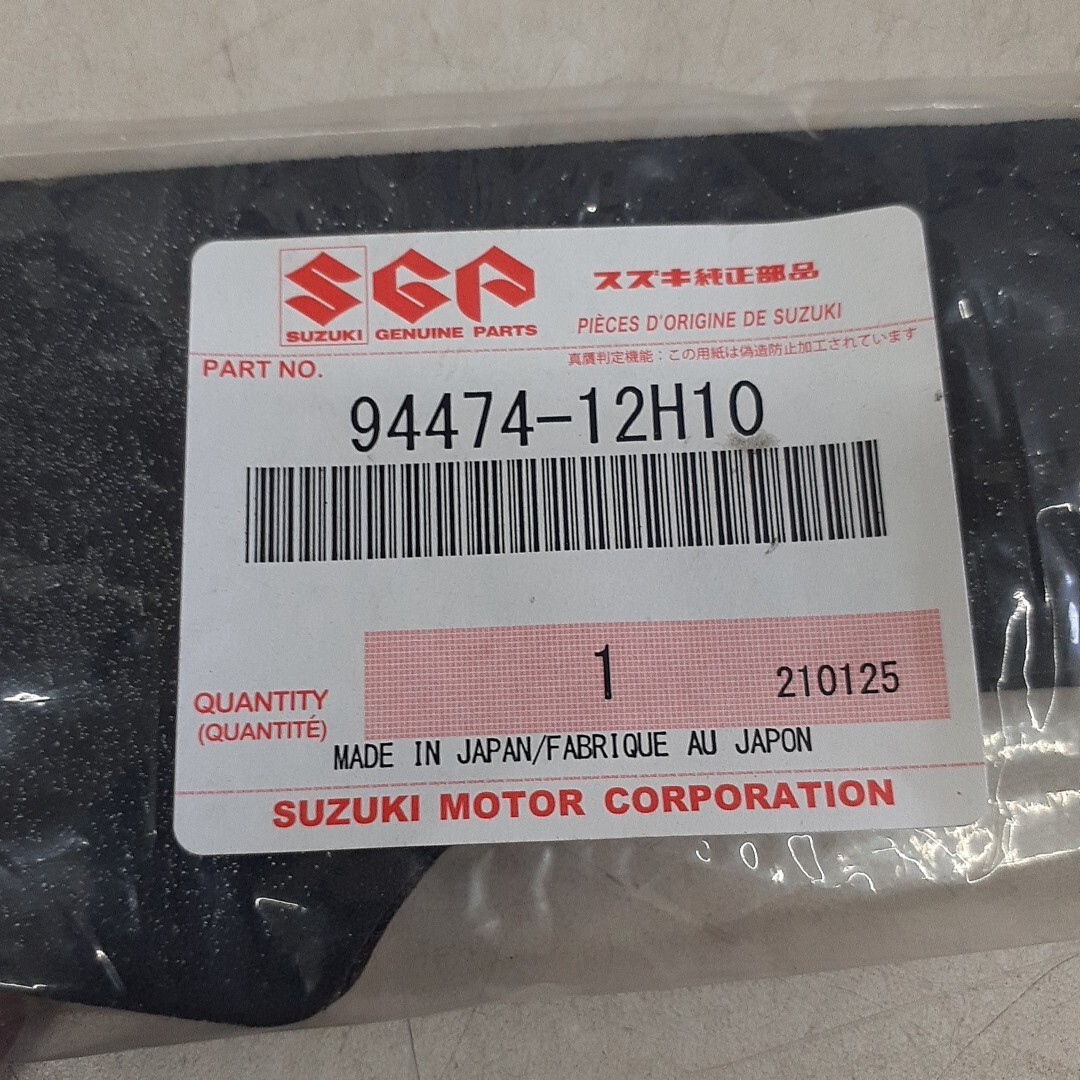 SGP
SUZUKI GENUINE PARTS
スズキ純正部品
PIÈCES D'ORIGINE DE SUZUKI
真贋判定機能：この用紙は偽造防止加工されています
PART NO.
94474-12H10
1 210125
QUANTITY
(QUANTITÉ)
MADE IN JAPAN/FABRIQUE AU JAPON
SUZUKI MOTOR CORPORATION